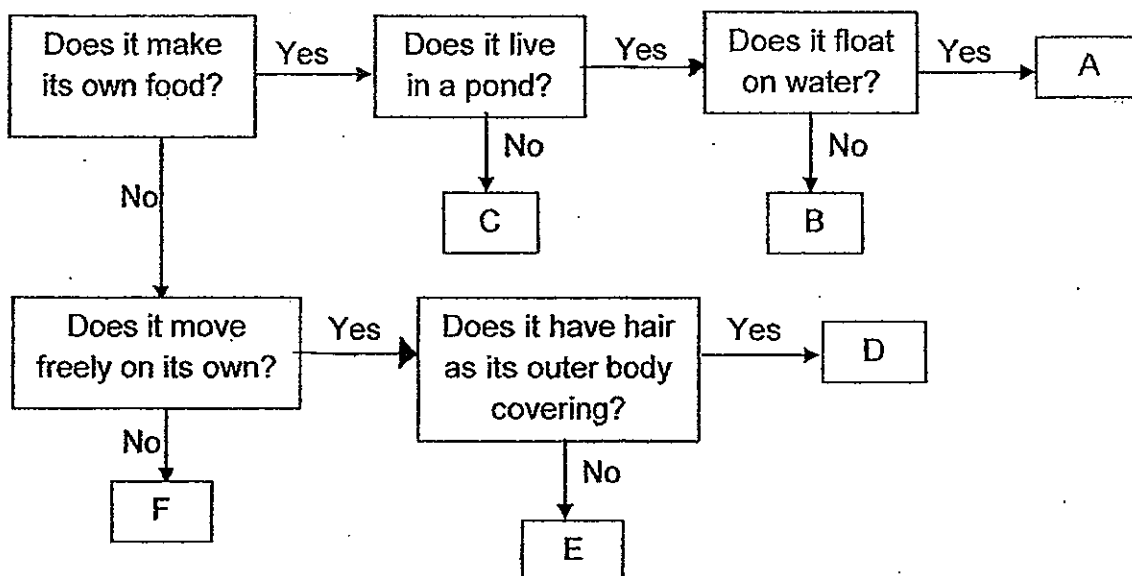 Does it make
its own food?
Yes
Does it live
in a pond?
Yes
Does it float
on water?
Yes
A
No
C
No
B
No
Does it move
freely on its own?
Yes
Does it have hair
as its outer body
covering?
Yes
D
No
F
No
E